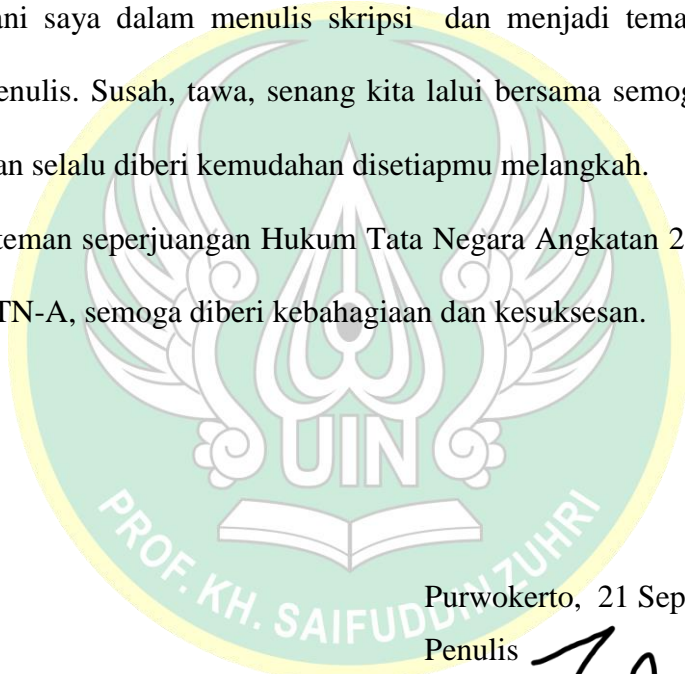 ani saya dalam menulis skripsi dan menjadi tema
enulis. Susah, tawa, senang kita lalui bersama semog
an selalu diberi kemudahan disetiapmu melangkah.
teman seperjuangan Hukum Tata Negara Angkatan 2
TN-A, semoga diberi kebahagiaan dan kesuksesan.
UIN
PROF. KH. SAIFUDDIN ZUHRI
Purwokerto, 21 Sep
Penulis